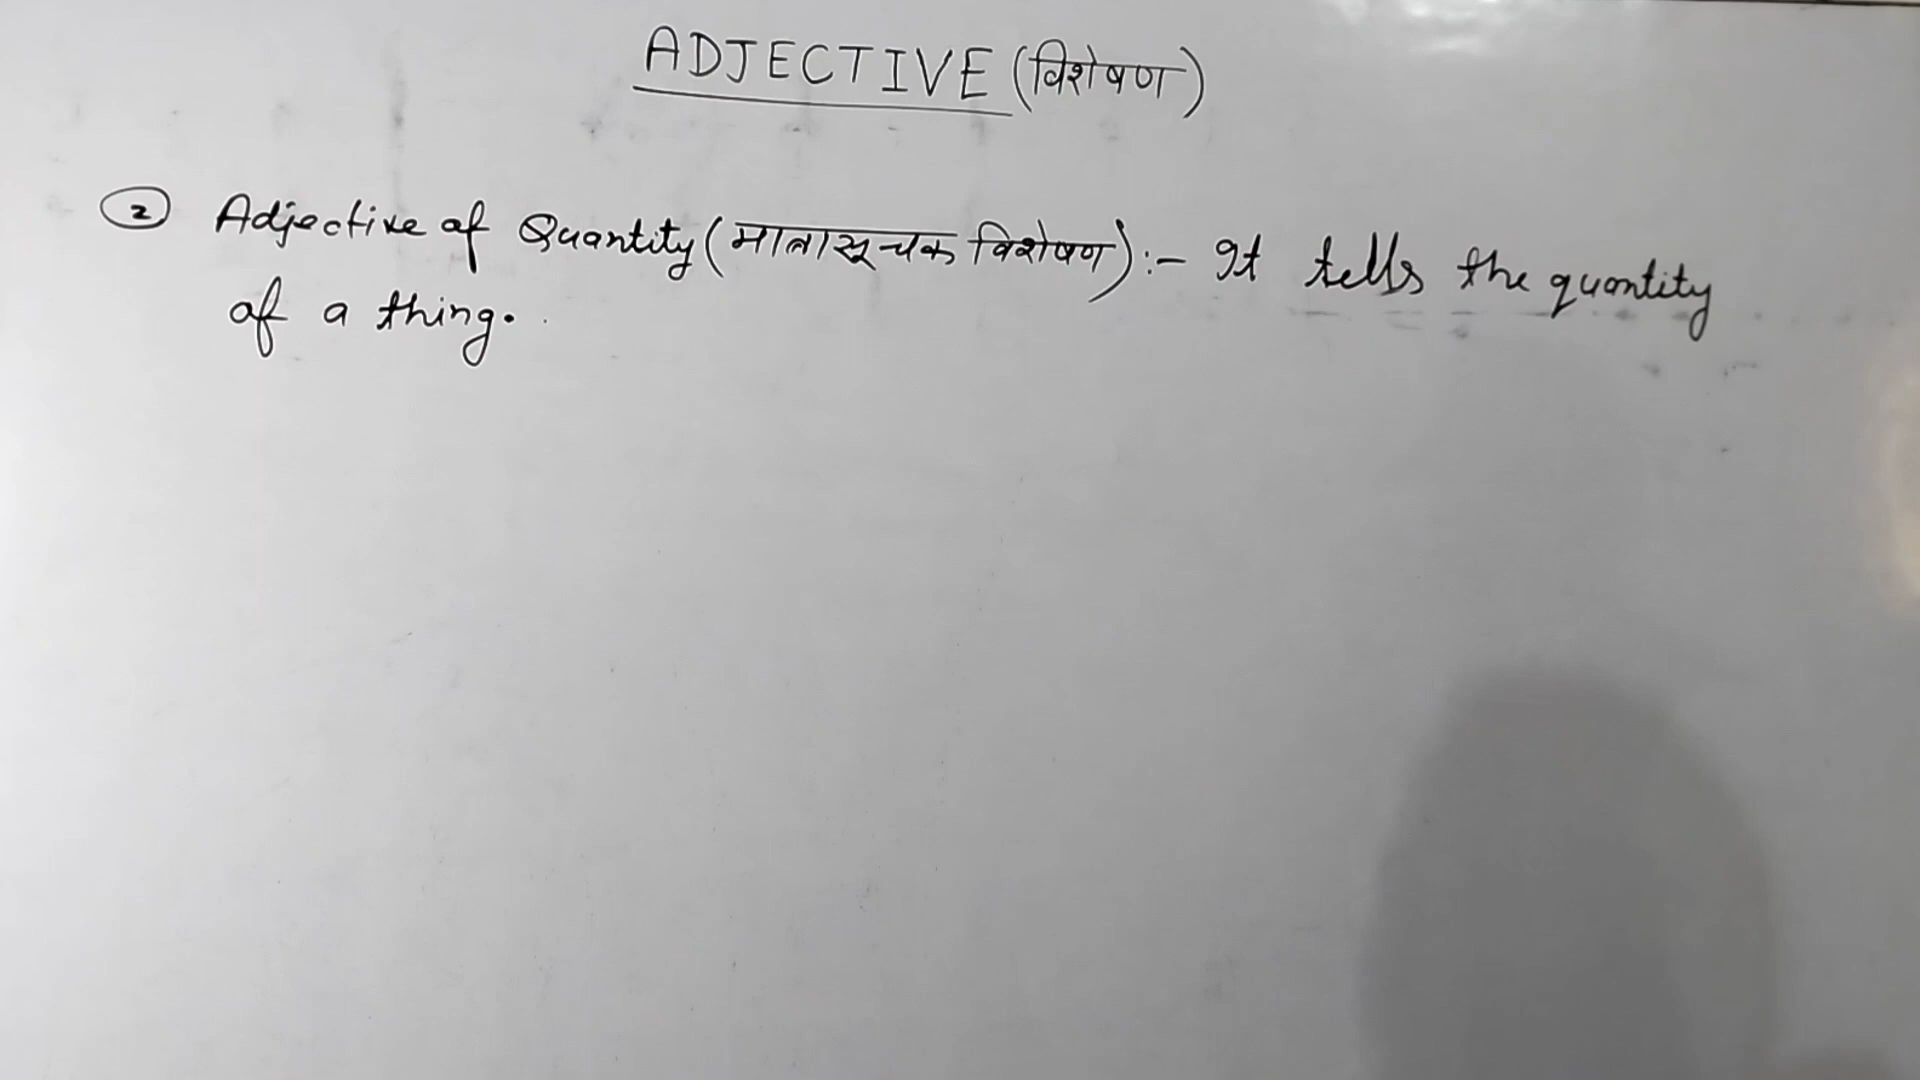 ADJECTIVE (विशेषण)
② Adjective of Quantity (मात्रासूचक विशेषण) :- It tells the quantity
of a thing.